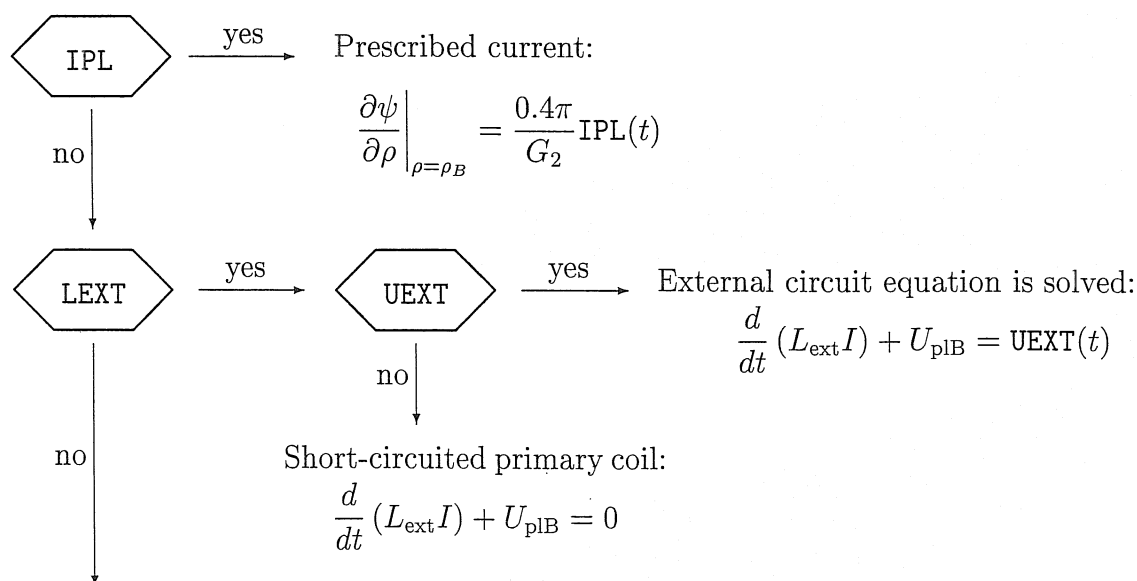 IPL yes Prescribed current:
∂ψ/∂ρ|ρ=ρB = 0.4π/G2 IPL(t)
no
LEXT yes UEXT yes External circuit equation is solved:
d/dt (LextI) + UplB = UEXT(t)
no
no
Short-circuited primary coil:
d/dt (LextI) + UplB = 0